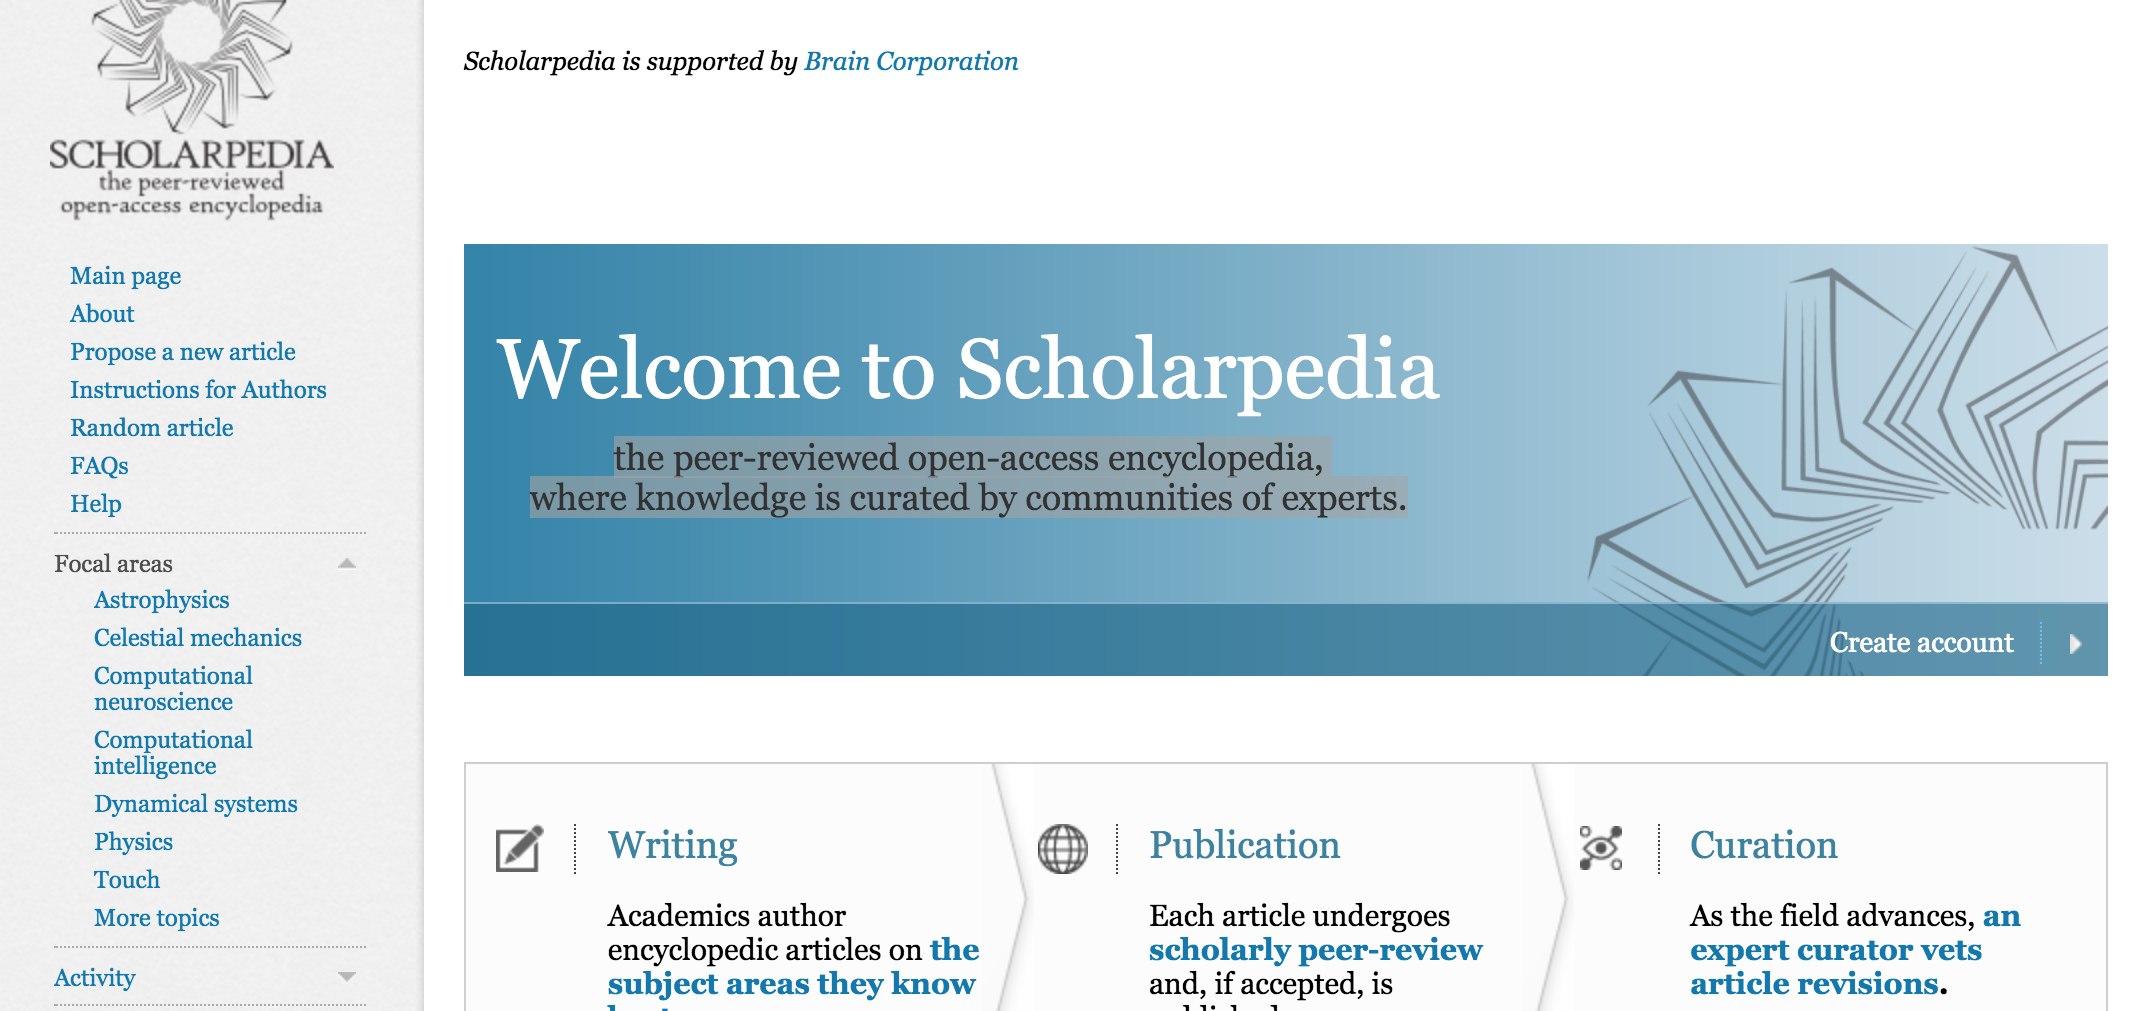 SCHOLARPEDIA
the peer-reviewed
open-access encyclopedia
Main page
About
Propose a new article
Instructions for Authors
Random article
FAQs
Help
Focal areas
Astrophysics
Celestial mechanics
Computational
neuroscience
Computational
intelligence
Dynamical systems
Physics
Touch
More topics
Activity
Scholarpedia is supported by Brain Corporation
Welcome to Scholarpedia
the peer-reviewed open-access encyclopedia,
where knowledge is curated by communities of experts.
Create account
Writing
Academics author
encyclopedic articles on the
subject areas they know
Publication
Each article undergoes
scholarly peer-review
and, if accepted, is
Curation
As the field advances, an
expert curator vets
article revisions.